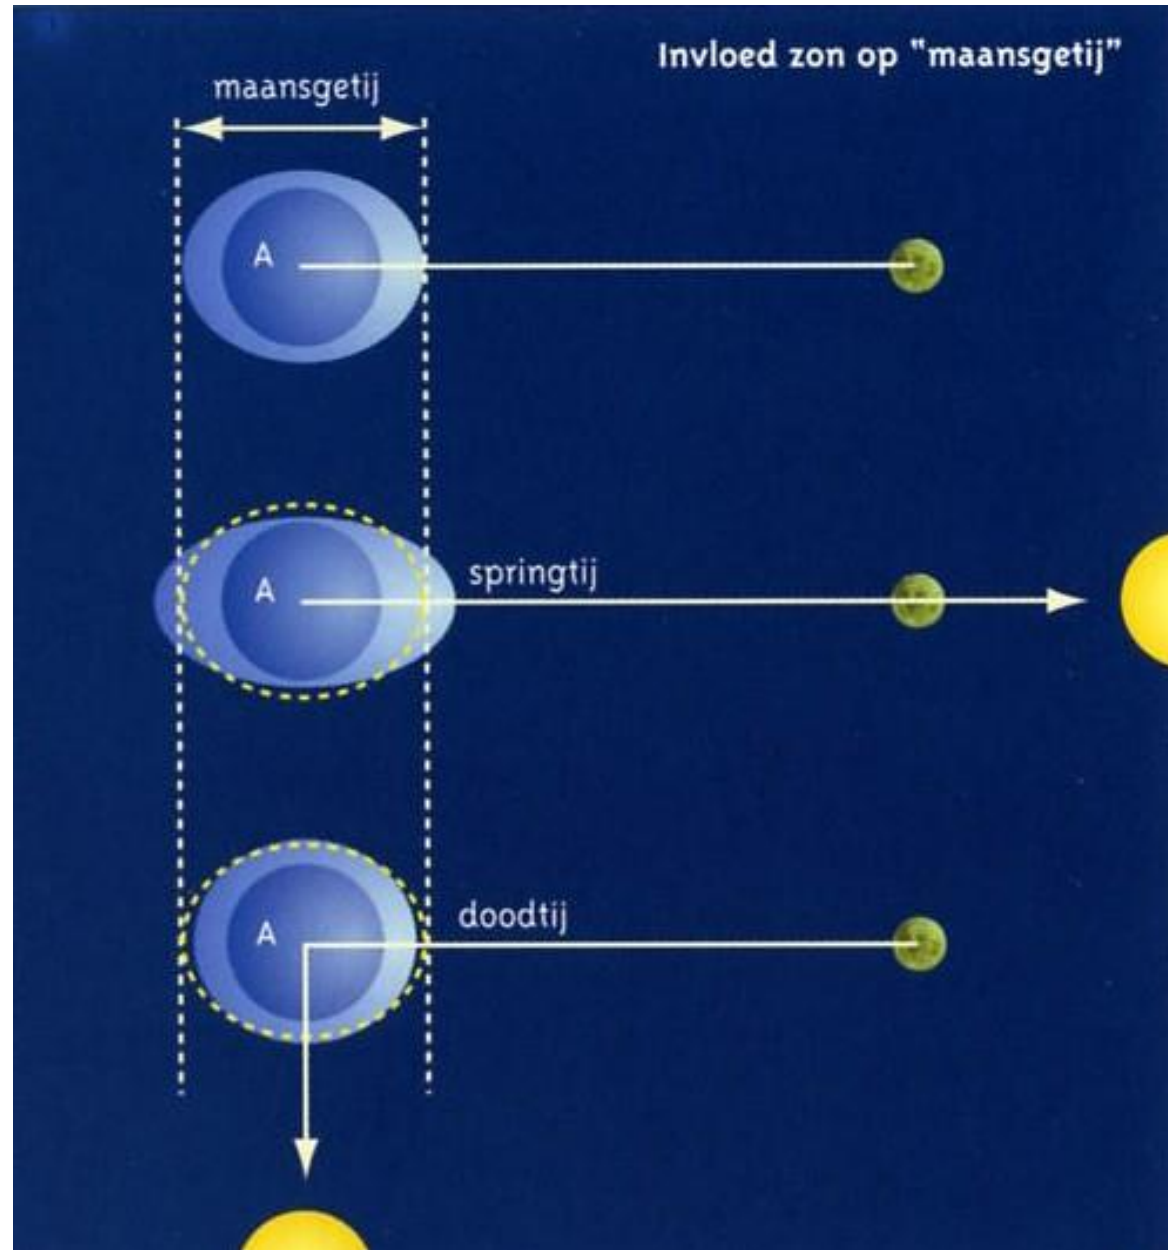 Invloed zon op "maansgetij"
maansgetij
A
A
springtij
A
doodtij